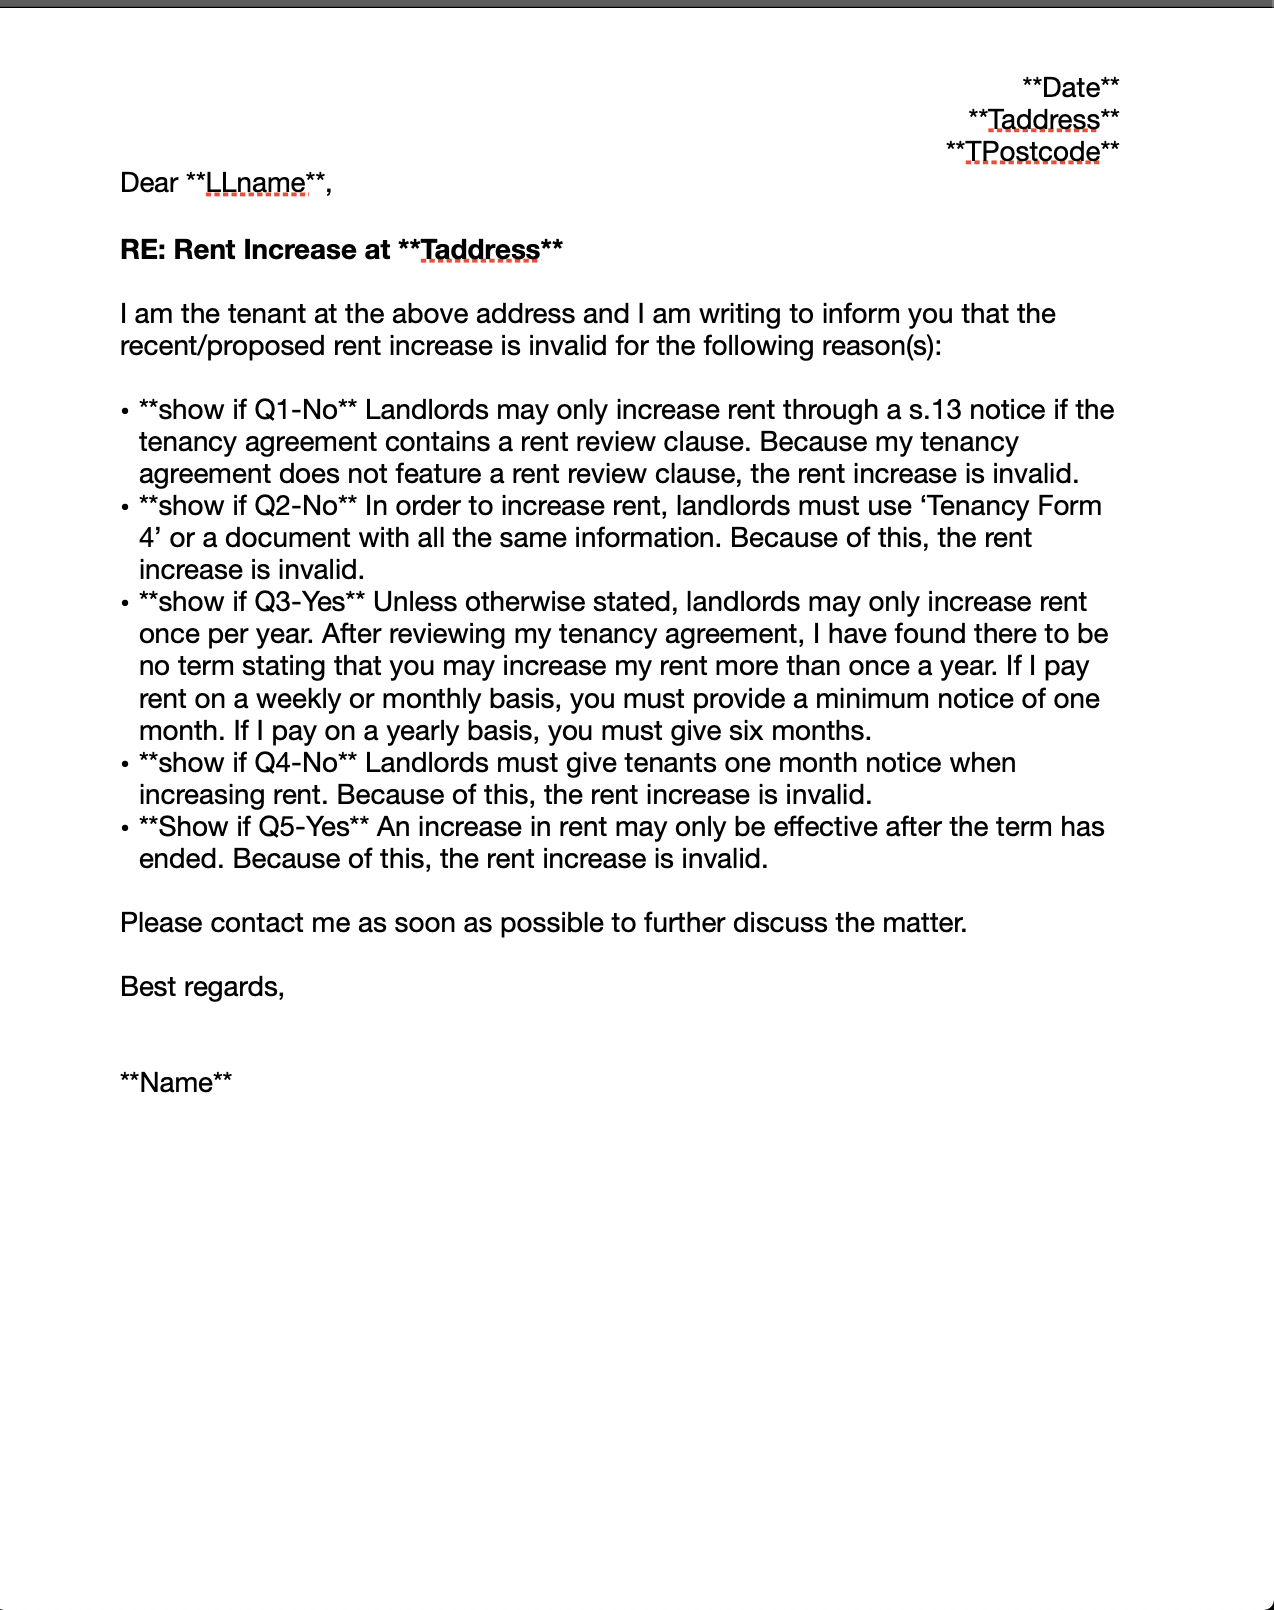 **Date**
**Taddress**
**TPostcode**
Dear **LLname**,
RE: Rent Increase at **Taddress**
I am the tenant at the above address and I am writing to inform you that the
recent/proposed rent increase is invalid for the following reason(s):
• **show if Q1-No** Landlords may only increase rent through a s.13 notice if the
tenancy agreement contains a rent review clause. Because my tenancy
agreement does not feature a rent review clause, the rent increase is invalid.
• **show if Q2-No** In order to increase rent, landlords must use ‘Tenancy Form
4’ or a document with all the same information. Because of this, the rent
increase is invalid.
• **show if Q3-Yes** Unless otherwise stated, landlords may only increase rent
once per year. After reviewing my tenancy agreement, I have found there to be
no term stating that you may increase my rent more than once a year. If I pay
rent on a weekly or monthly basis, you must provide a minimum notice of one
month. If I pay on a yearly basis, you must give six months.
• **show if Q4-No** Landlords must give tenants one month notice when
increasing rent. Because of this, the rent increase is invalid.
• **Show if Q5-Yes** An increase in rent may only be effective after the term has
ended. Because of this, the rent increase is invalid.
Please contact me as soon as possible to further discuss the matter.
Best regards,
**Name**